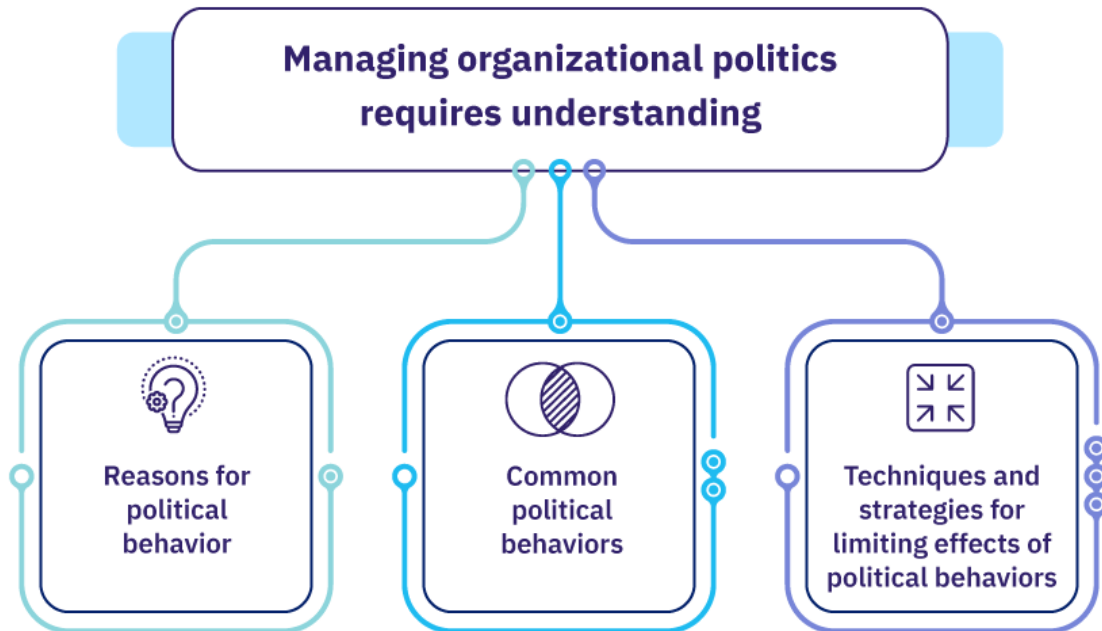 Managing organizational politics
requires understanding
Reasons for
political
behavior
Common
political
behaviors
Techniques and
strategies for
limiting effects of
political behaviors